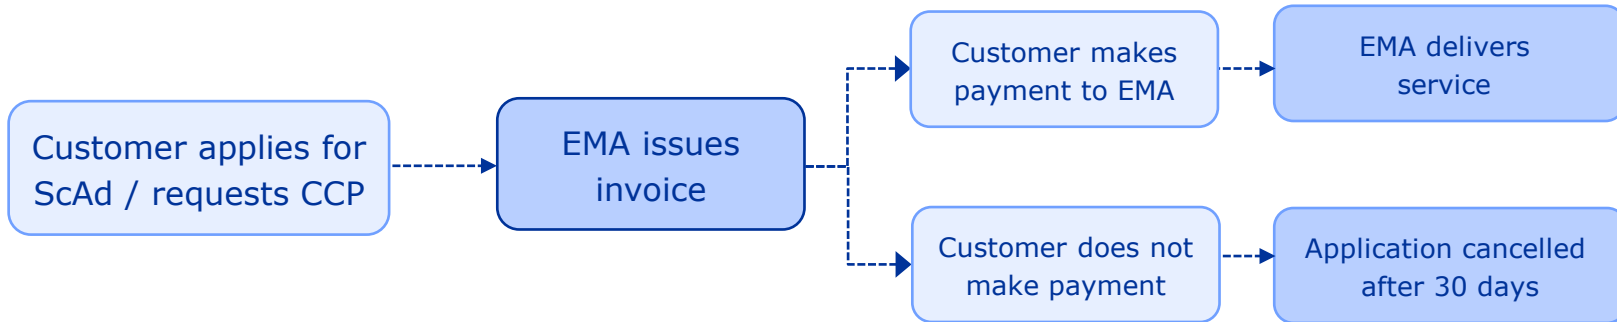 Customer applies for
ScAd / requests CCP
EMA issues
invoice
Customer makes
payment to EMA
EMA delivers
service
Customer does not
make payment
Application cancelled
after 30 days